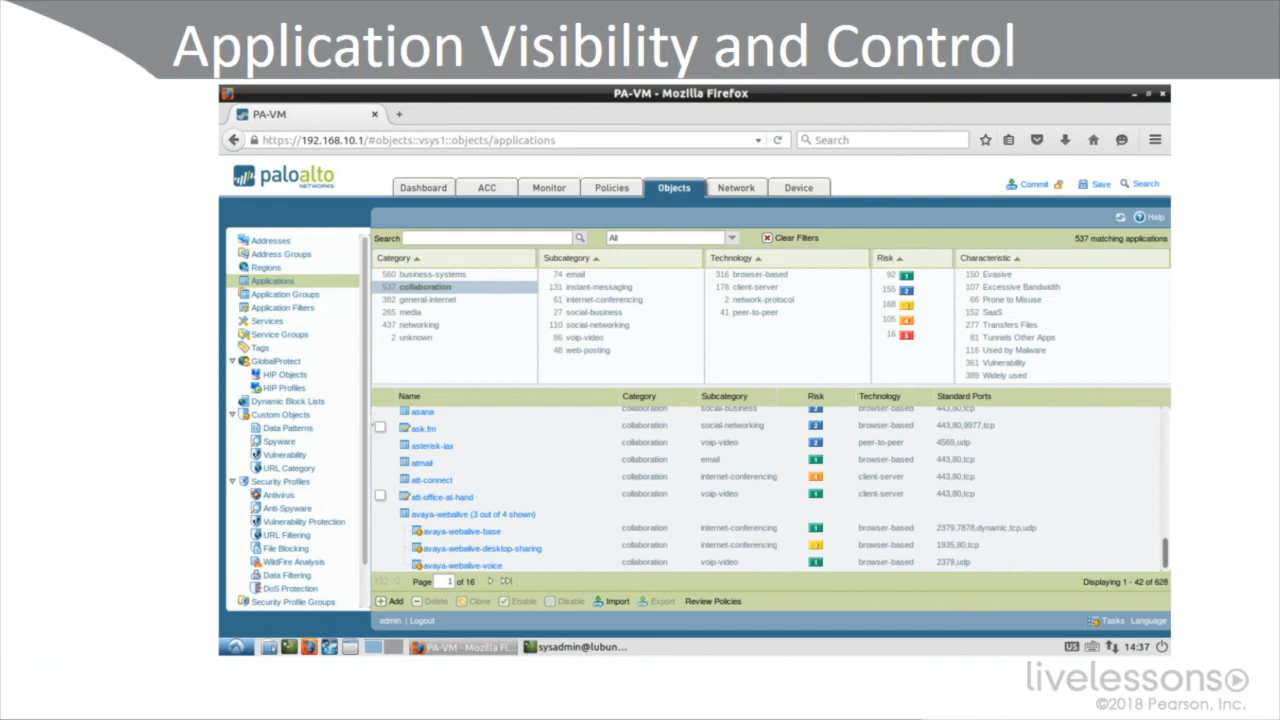 Application Visibility and Control
PA-VM - Mozilla Firefox
PA-VM
https://192.168.10.1/#objects::vsys1::objects/applications
Search
paloalto
NETWORKS
Dashboard ACC Monitor Policies Objects Network Device
Commit Save Search
Help
Addresses
Address Groups
Regions
Applications
Application Groups
Application Filters
Services
Service Groups
Tags
GlobalProtect
HIP Objects
HIP Profiles
Dynamic Block Lists
Custom Objects
Data Patterns
Spyware
Vulnerability
URL Category
Security Profiles
Antivirus
Anti-Spyware
Vulnerability Protection
URL Filtering
File Blocking
WildFire Analysis
Data Filtering
DoS Protection
Security Profile Groups
Search All Clear Filters 537 matching applications
Category Subcategory Technology Risk Characteristic
560 business-systems
537 collaboration
382 general-internet
265 media
437 networking
2 unknown
74 email
131 instant-messaging
61 internet-conferencing
27 social-business
110 social-networking
86 voip-video
48 web-posting
316 browser-based
178 client-server
2 network-protocol
41 peer-to-peer
92 1
155 2
168 3
105 4
16 5
150 Evasive
107 Excessive Bandwidth
66 Prone to Misuse
152 SaaS
277 Transfers Files
81 Tunnels Other Apps
116 Used by Malware
361 Vulnerability
389 Widely used
Name Category Subcategory Risk Technology Standard Ports
asana collaboration social-business 2 browser-based 443,80,tcp
ask.fm collaboration social-networking 2 browser-based 443,80,9977,tcp
asterisk-iax collaboration voip-video 2 peer-to-peer 4569,udp
atmail collaboration email 1 browser-based 443,80,tcp
att-connect collaboration internet-conferencing 4 client-server 443,80,tcp
att-office-at-hand collaboration voip-video 1 client-server 443,80,tcp
avaya-webalive (3 out of 4 shown)
avaya-webalive-base collaboration internet-conferencing 1 browser-based 2379,7878,dynamic,tcp,udp
avaya-webalive-desktop-sharing collaboration internet-conferencing 3 browser-based 1935,80,tcp
avaya-webalive-voice collaboration voip-video 1 browser-based 2379,udp
Page 1 of 16 Displaying 1 - 42 of 628
Add Delete Clone Enable Disable Import Export Review Policies
admin | Logout Tasks Language
PA-VM - Mozilla Fi... sysadmin@lubun... US 14:37
livelessons
©2018 Pearson, Inc.